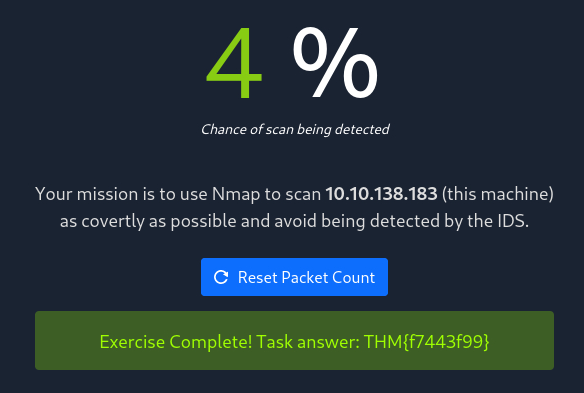 4 %
Chance of scan being detected
Your mission is to use Nmap to scan 10.10.138.183 (this machine)
as covertly as possible and avoid being detected by the IDS.
Reset Packet Count
Exercise Complete! Task answer: THM{f7443f99}